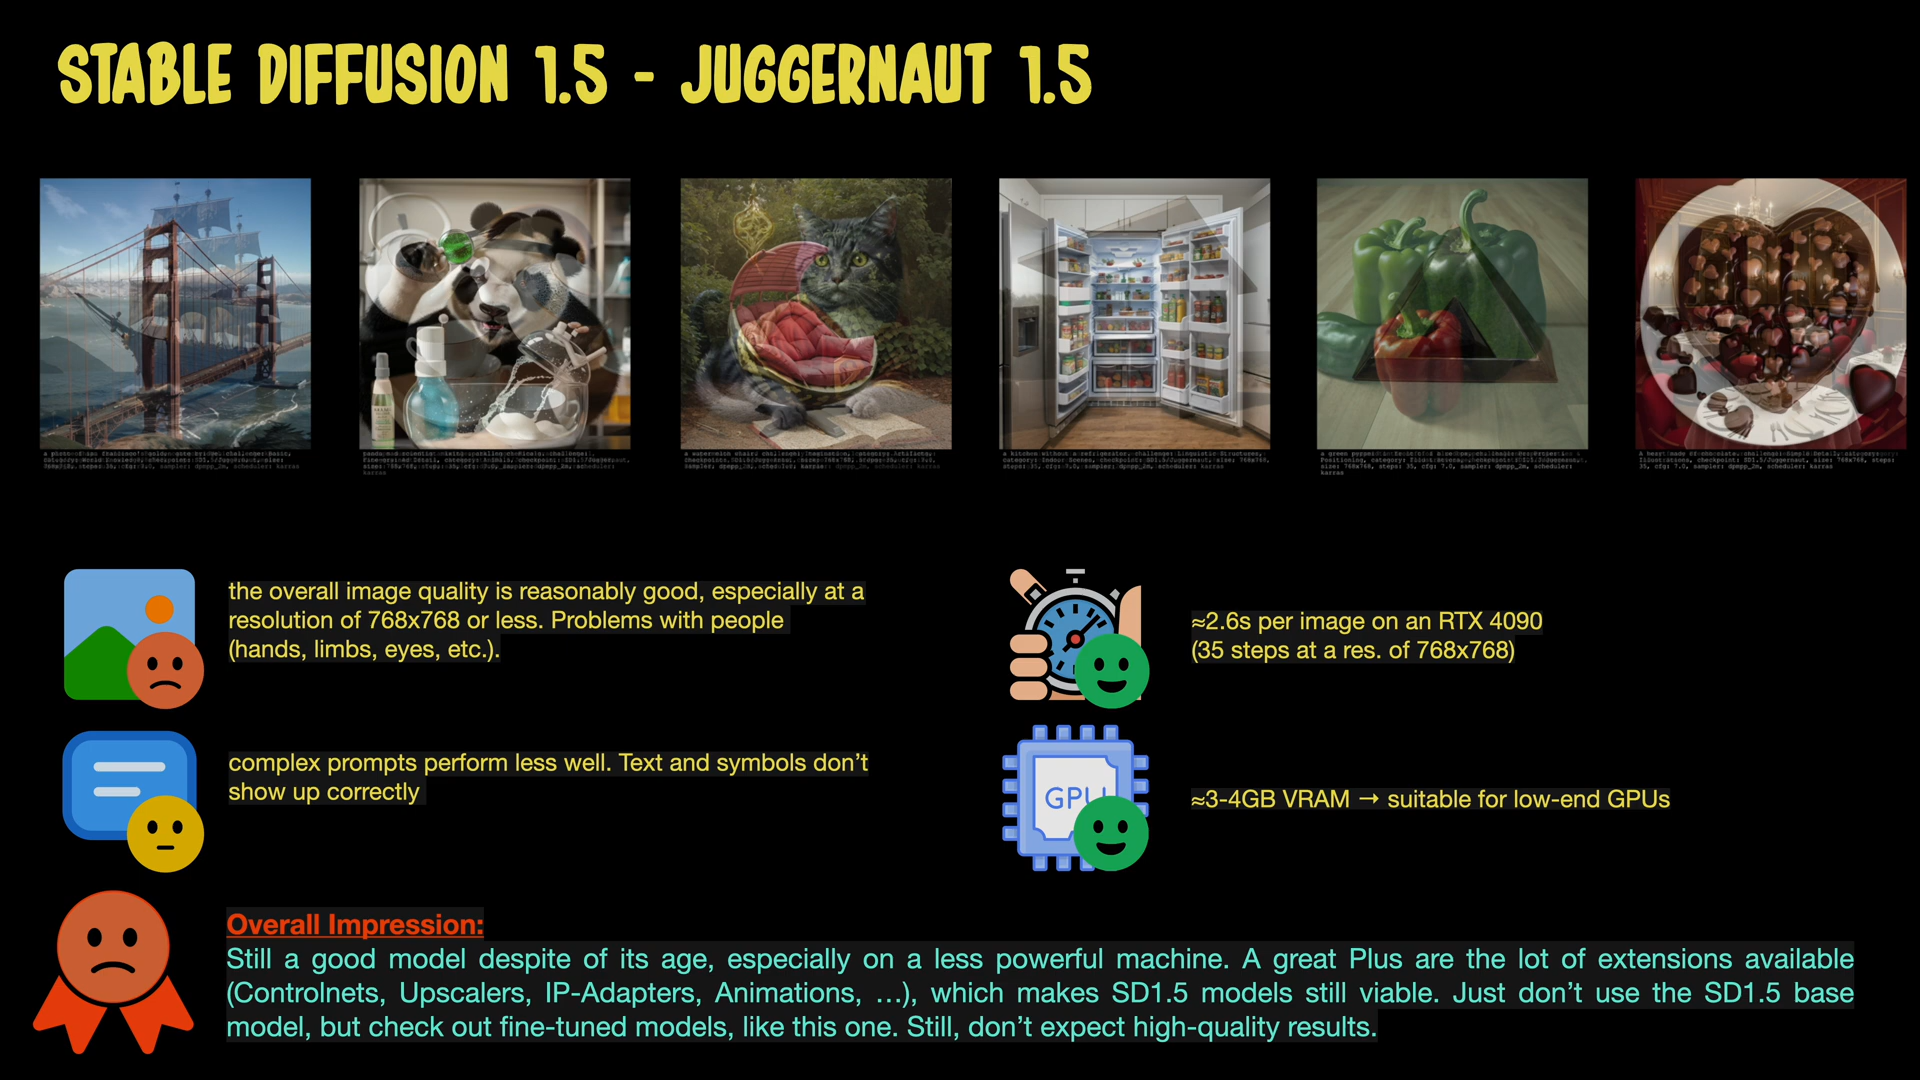 STABLE DIFFUSION 1.5 - JUGGERNAUT 1.5
the overall image quality is reasonably good, especially at a
resolution of 768x768 or less. Problems with people
(hands, limbs, eyes, etc.).
≈2.6s per image on an RTX 4090
(35 steps at a res. of 768x768)
complex prompts perform less well. Text and symbols don’t
show up correctly
GPU
≈3-4GB VRAM → suitable for low-end GPUs
Overall Impression:
Still a good model despite of its age, especially on a less powerful machine. A great Plus are the lot of extensions available
(Controlnets, Upscalers, IP-Adapters, Animations, …), which makes SD1.5 models still viable. Just don’t use the SD1.5 base
model, but check out fine-tuned models, like this one. Still, don’t expect high-quality results.